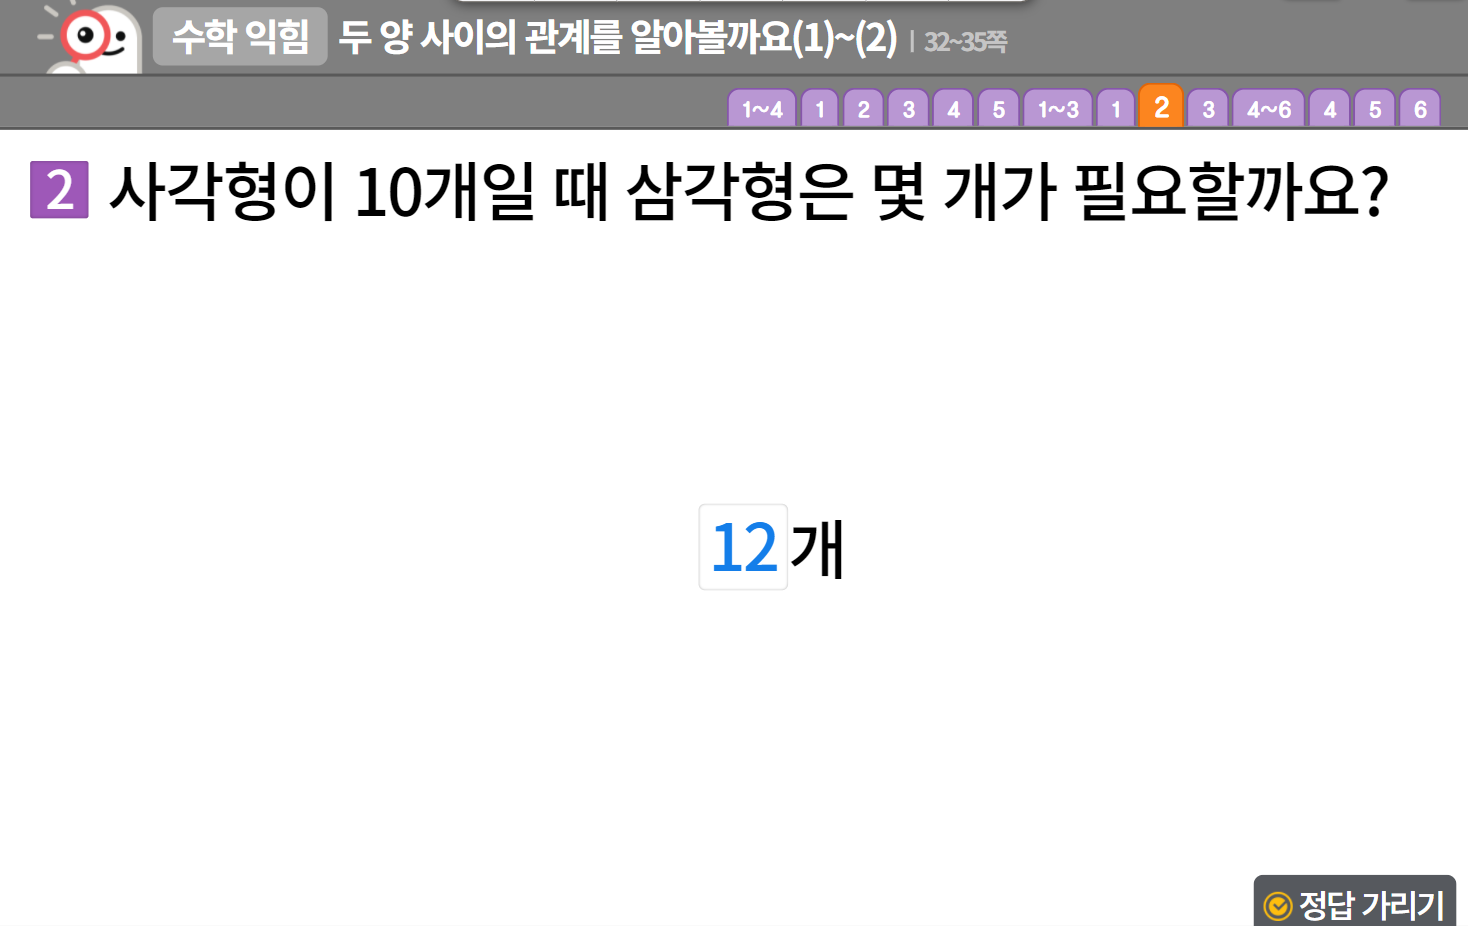 수학 익힘 두 양 사이의 관계를 알아볼까요(1)~(2) | 32~35쪽
1~4 1 2 3 4 5 1~3 1 2 3 4~6 4 5 6
2 사각형이 10개일 때 삼각형은 몇 개가 필요할까요?
12개
정답 가리기